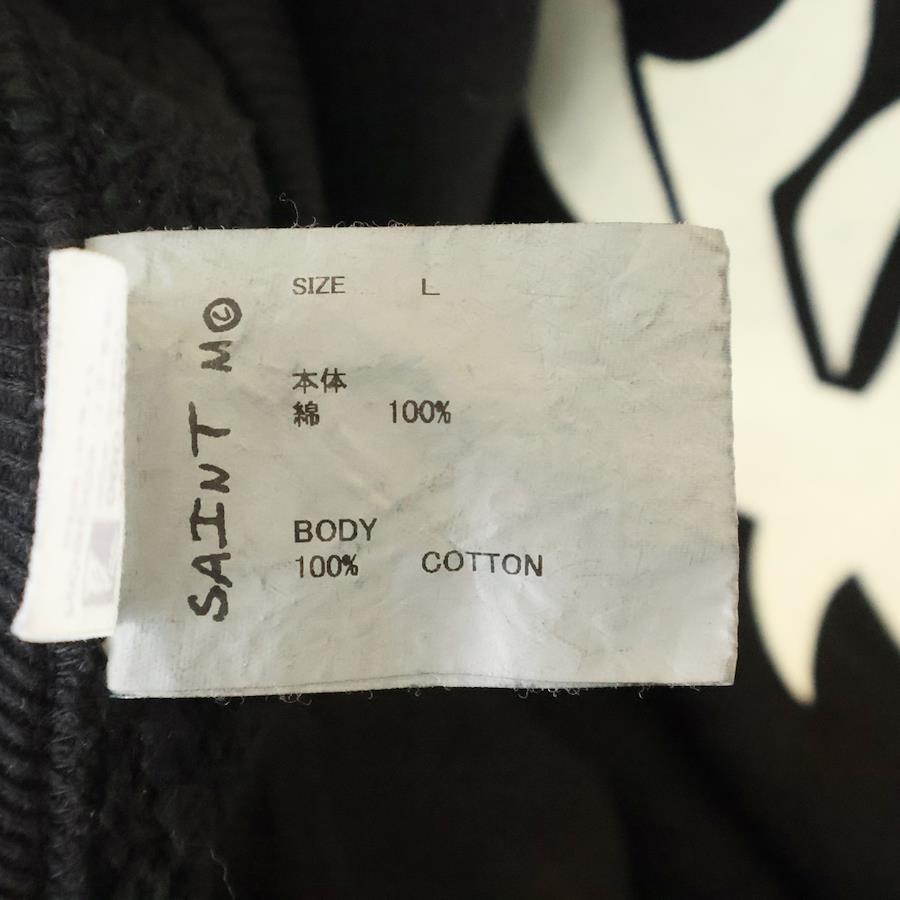 SAINT M©
SIZE L
本体
綿 100%
BODY
100% COTTON